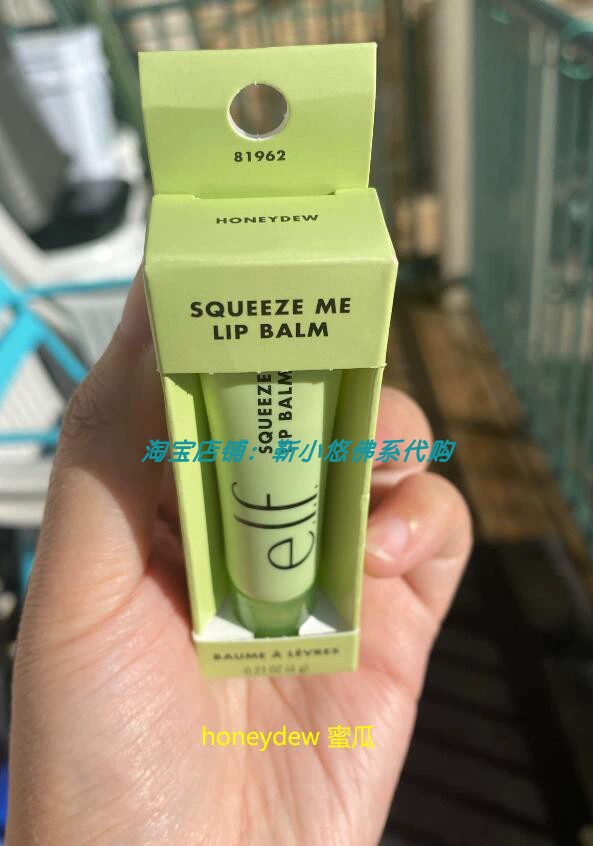 81962
HONEYDEW
SQUEEZE ME
LIP BALM
SQUEEZE
LIP BALM
淘宝店铺：靳小悠佛系代购
e.l.f.
BAUME À LÈVRES
0.21 OZ (6 g)
honeydew 蜜瓜